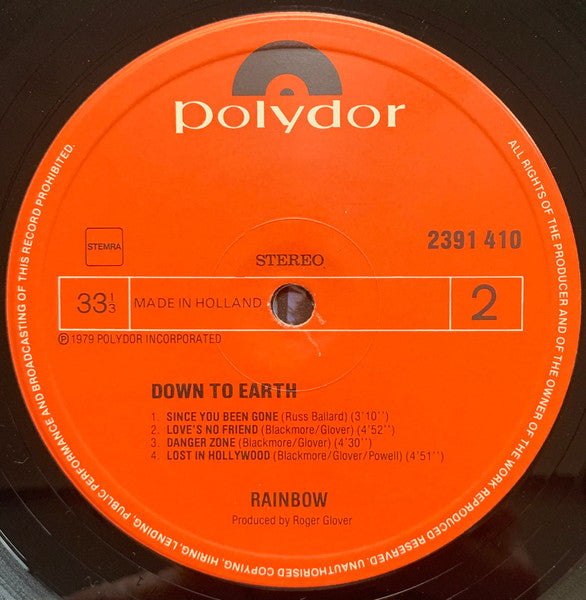 polydor
STEMRA
2391 410
STEREO
33 1/3
MADE IN HOLLAND
2
Ⓟ 1979 POLYDOR INCORPORATED
DOWN TO EARTH
1. SINCE YOU BEEN GONE (Russ Ballard) (3'10'')
2. LOVE'S NO FRIEND (Blackmore/Glover) (4'52'')
3. DANGER ZONE (Blackmore/Glover) (4'30'')
4. LOST IN HOLLYWOOD (Blackmore/Glover/Powell) (4'51'')
RAINBOW
Produced by Roger Glover
ALL RIGHTS OF THE PRODUCER AND OF THE OWNER OF THE WORK REPRODUCED RESERVED. UNAUTHORISED COPYING, HIRING, LENDING, PUBLIC PERFORMANCE AND BROADCASTING OF THIS RECORD PROHIBITED.